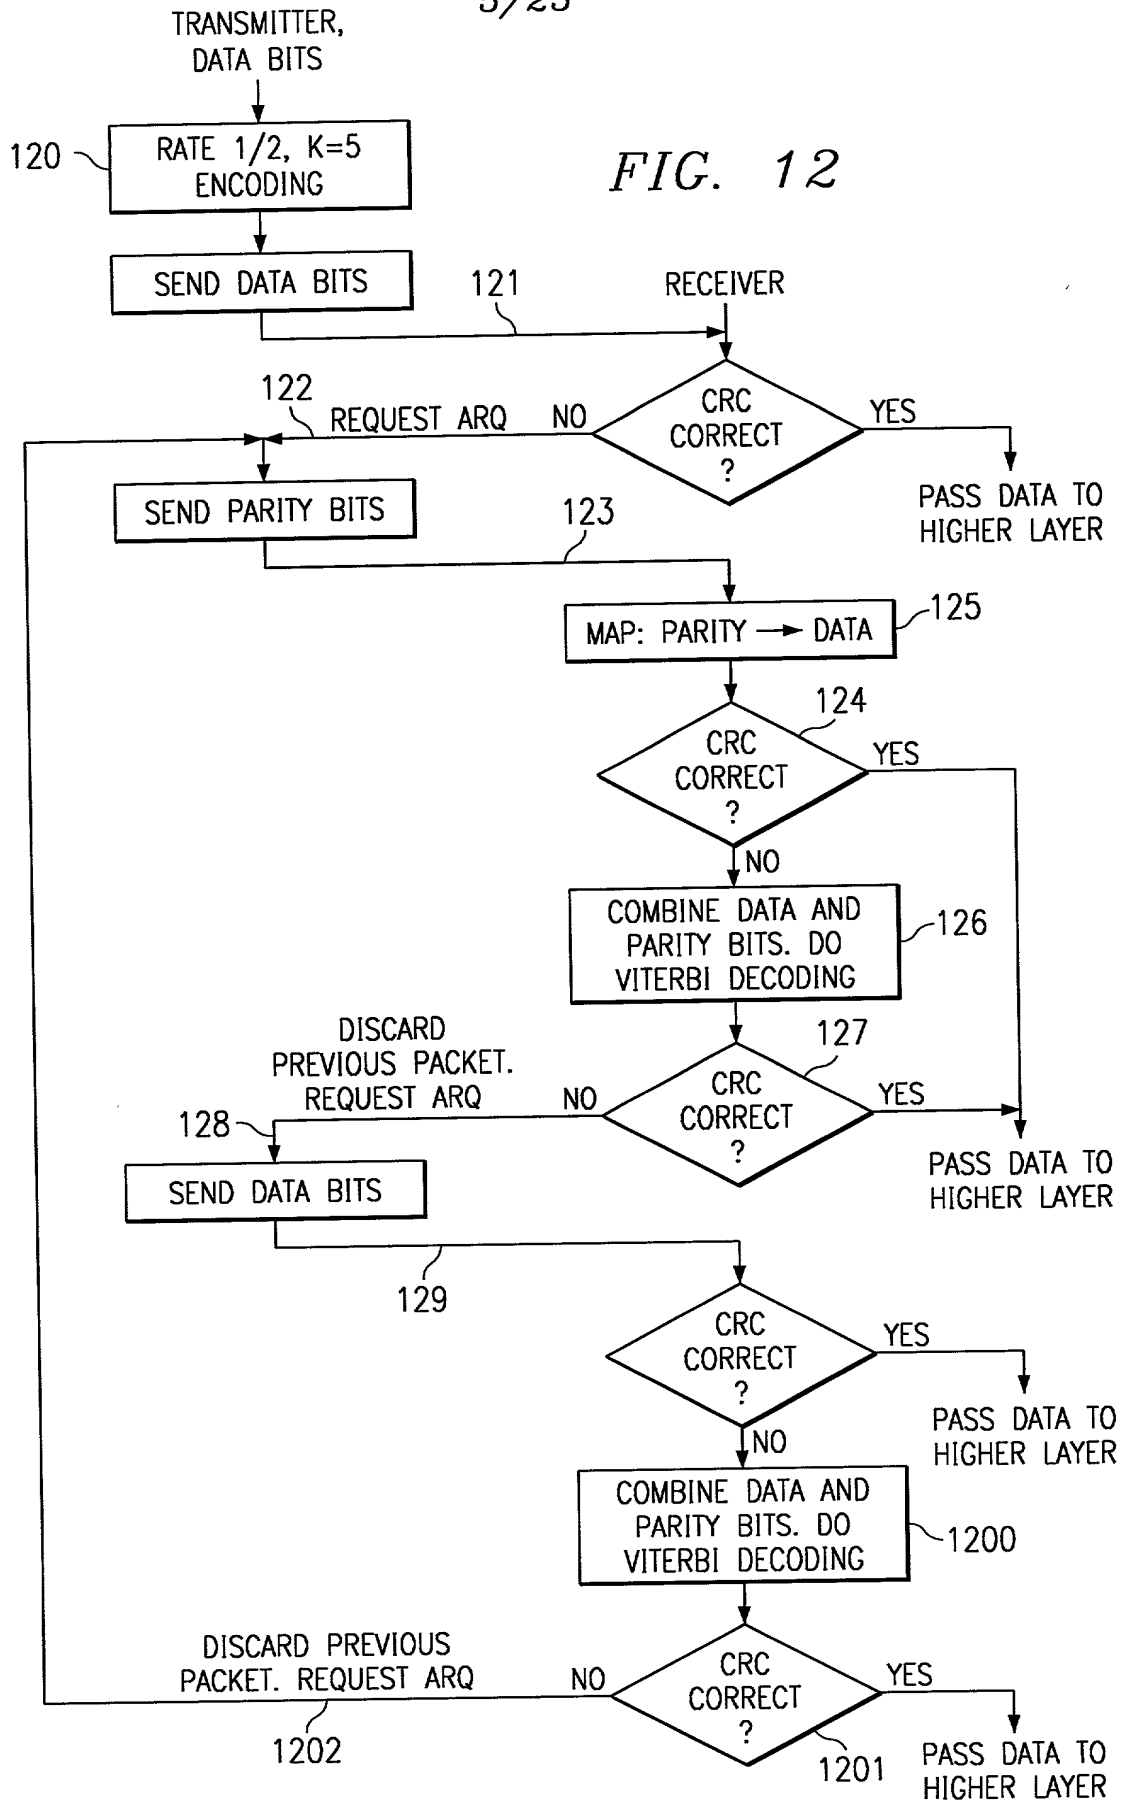 3/23
TRANSMITTER,
DATA BITS
120
RATE 1/2, K=5
ENCODING
FIG. 12
SEND DATA BITS
121
RECEIVER
122
REQUEST ARQ
NO
CRC
CORRECT
?
YES
PASS DATA TO
HIGHER LAYER
SEND PARITY BITS
123
MAP: PARITY → DATA
125
124
CRC
CORRECT
?
YES
NO
COMBINE DATA AND
PARITY BITS. DO
VITERBI DECODING
126
DISCARD
PREVIOUS PACKET.
REQUEST ARQ
NO
127
CRC
CORRECT
?
YES
128
PASS DATA TO
HIGHER LAYER
SEND DATA BITS
129
CRC
CORRECT
?
YES
NO
PASS DATA TO
HIGHER LAYER
COMBINE DATA AND
PARITY BITS. DO
VITERBI DECODING
1200
DISCARD PREVIOUS
PACKET. REQUEST ARQ
NO
CRC
CORRECT
?
YES
1202
1201
PASS DATA TO
HIGHER LAYER